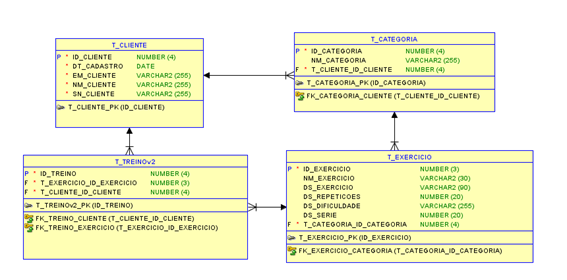 T_CLIENTE
P * ID_CLIENTE NUMBER (4)
* DT_CADASTRO DATE
* EM_CLIENTE VARCHAR2 (255)
* NM_CLIENTE VARCHAR2 (255)
* SN_CLIENTE VARCHAR2 (255)
T_CLIENTE_PK (ID_CLIENTE)
T_CATEGORIA
P * ID_CATEGORIA NUMBER (4)
NM_CATEGORIA VARCHAR2 (255)
F * T_CLIENTE_ID_CLIENTE NUMBER (4)
T_CATEGORIA_PK (ID_CATEGORIA)
FK_CATEGORIA_CLIENTE (T_CLIENTE_ID_CLIENTE)
T_TREINOv2
P * ID_TREINO NUMBER (4)
F * T_EXERCICIO_ID_EXERCICIO NUMBER (3)
F * T_CLIENTE_ID_CLIENTE NUMBER (4)
T_TREINOv2_PK (ID_TREINO)
FK_TREINO_CLIENTE (T_CLIENTE_ID_CLIENTE)
FK_TREINO_EXERCICIO (T_EXERCICIO_ID_EXERCICIO)
T_EXERCICIO
P * ID_EXERCICIO NUMBER (3)
NM_EXERCICIO VARCHAR2 (30)
DS_EXERCICIO VARCHAR2 (90)
DS_REPETICOES NUMBER (20)
DS_DIFICULDADE VARCHAR2 (255)
DS_SERIE NUMBER (20)
F * T_CATEGORIA_ID_CATEGORIA NUMBER (4)
T_EXERCICIO_PK (ID_EXERCICIO)
FK_EXERCICIO_CATEGORIA (T_CATEGORIA_ID_CATEGORIA)